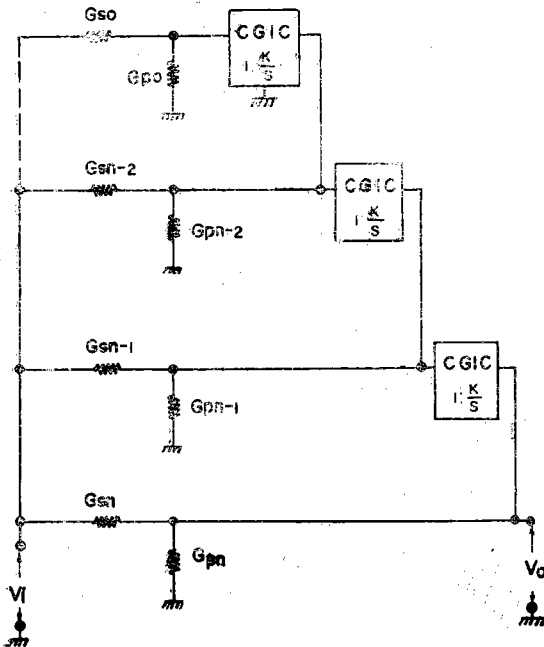 Gso
CGIC
1: K/S
Gpo
Gsn-2
CGIC
1: K/S
Gpn-2
Gsn-1
CGIC
1: K/S
Gpn-1
Gsn
Gpn
Vi
Vo